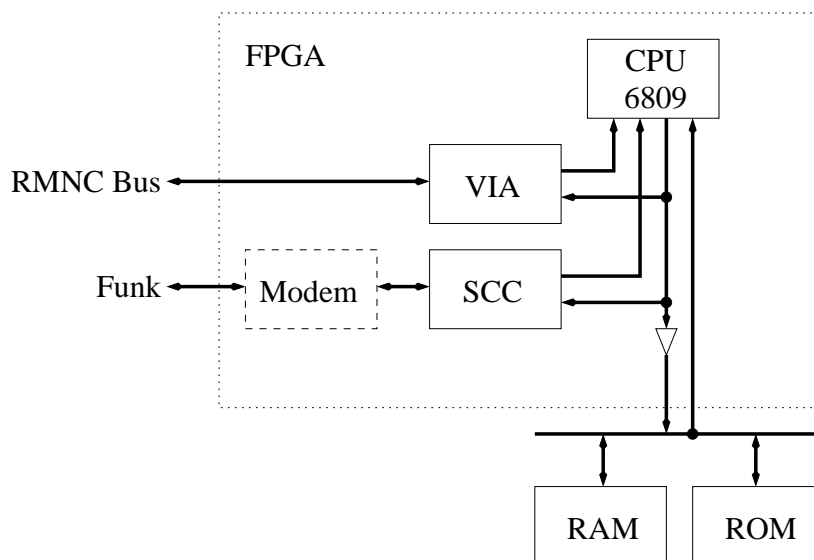 FPGA
CPU
6809
RMNC Bus
VIA
Funk
Modem
SCC
RAM
ROM